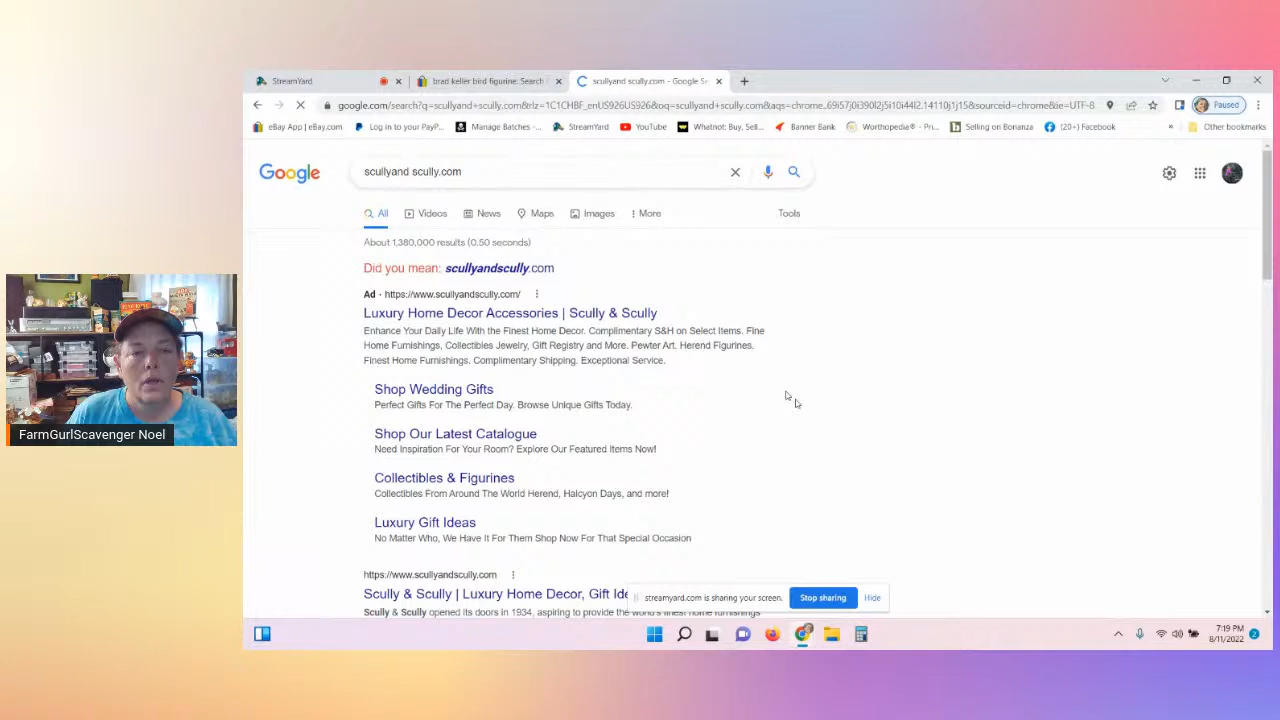 StreamYard
brad keller bird figurine: Search
scullyand scully.com - Google Se
google.com/search?q=scullyand+scully.com&rlz=1C1CHBF_enUS926US926&oq=scullyand+scully.com&aqs=chrome..69i57j0i390l2j5i10i44l2.14110j1j15&sourceid=chrome&ie=UTF-8
Paused
eBay App | eBay.com
Log in to your PayP...
Manage Batches -...
StreamYard
YouTube
Whatnot: Buy, Sell...
Banner Bank
Worthopedia® - Pri...
Selling on Bonanza
(20+) Facebook
»
Other bookmarks
Google
scullyand scully.com
All
Videos
News
Maps
Images
More
Tools
About 1,380,000 results (0.50 seconds)
Did you mean: scullyandscully.com
Ad · https://www.scullyandscully.com/
Luxury Home Decor Accessories | Scully & Scully
Enhance Your Daily Life With the Finest Home Decor. Complimentary S&H on Select Items. Fine
Home Furnishings, Collectibles Jewelry, Gift Registry and More. Pewter Art. Herend Figurines.
Finest Home Furnishings. Complimentary Shipping. Exceptional Service.
Shop Wedding Gifts
Perfect Gifts For The Perfect Day. Browse Unique Gifts Today.
Shop Our Latest Catalogue
Need Inspiration For Your Room? Explore Our Featured Items Now!
Collectibles & Figurines
Collectibles From Around The World Herend, Halcyon Days, and more!
Luxury Gift Ideas
No Matter Who, We Have It For Them Shop Now For That Special Occasion
https://www.scullyandscully.com
Scully & Scully | Luxury Home Decor, Gift Ide
Scully & Scully opened its doors in 1934, aspiring to provide the world's finest home furnishings
streamyard.com is sharing your screen.
Stop sharing
Hide
FarmGurlScavenger Noel
7:19 PM
8/11/2022
2